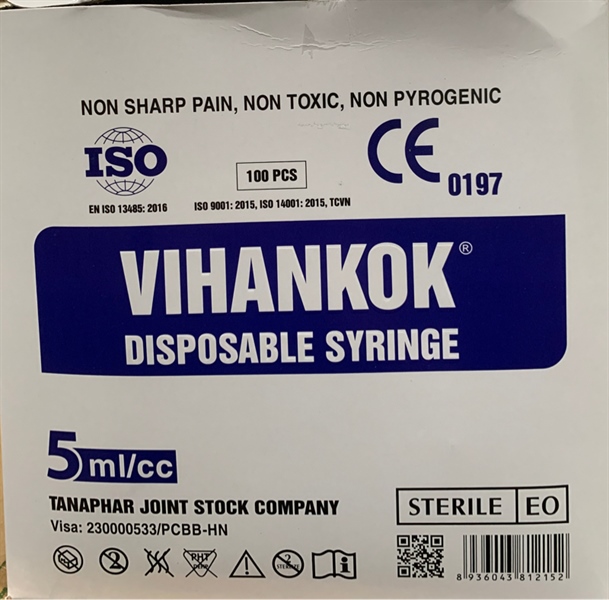 NON SHARP PAIN, NON TOXIC, NON PYROGENIC
ISO
EN ISO 13485: 2016
100 PCS
ISO 9001: 2015, ISO 14001: 2015, TCVN
CE 0197
VIHANKOK®
DISPOSABLE SYRINGE
5 ml/cc
TANAPHAR JOINT STOCK COMPANY
Visa: 230000533/PCBB-HN
STERILE EO
8 936043 812152